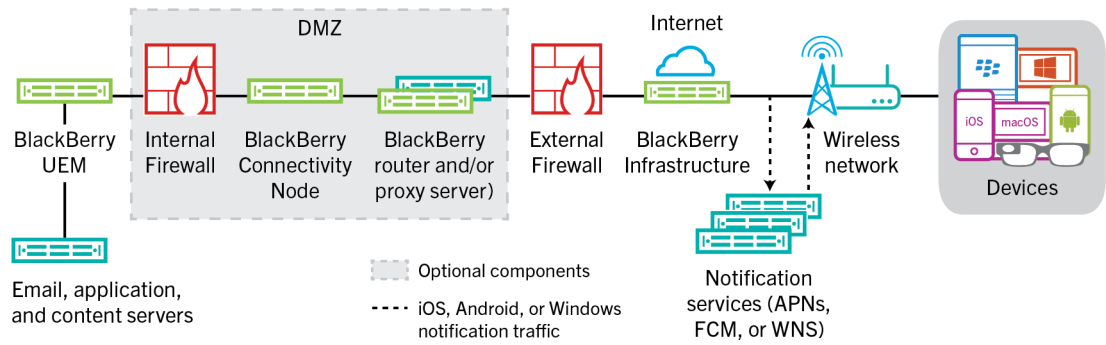 DMZ
Internet
BlackBerry
UEM
Internal
Firewall
BlackBerry
Connectivity
Node
BlackBerry
router and/or
proxy server)
External
Firewall
BlackBerry
Infrastructure
Wireless
network
iOS
macOS
Devices
Email, application,
and content servers
Optional components
iOS, Android, or Windows
notification traffic
Notification
services (APNs,
FCM, or WNS)